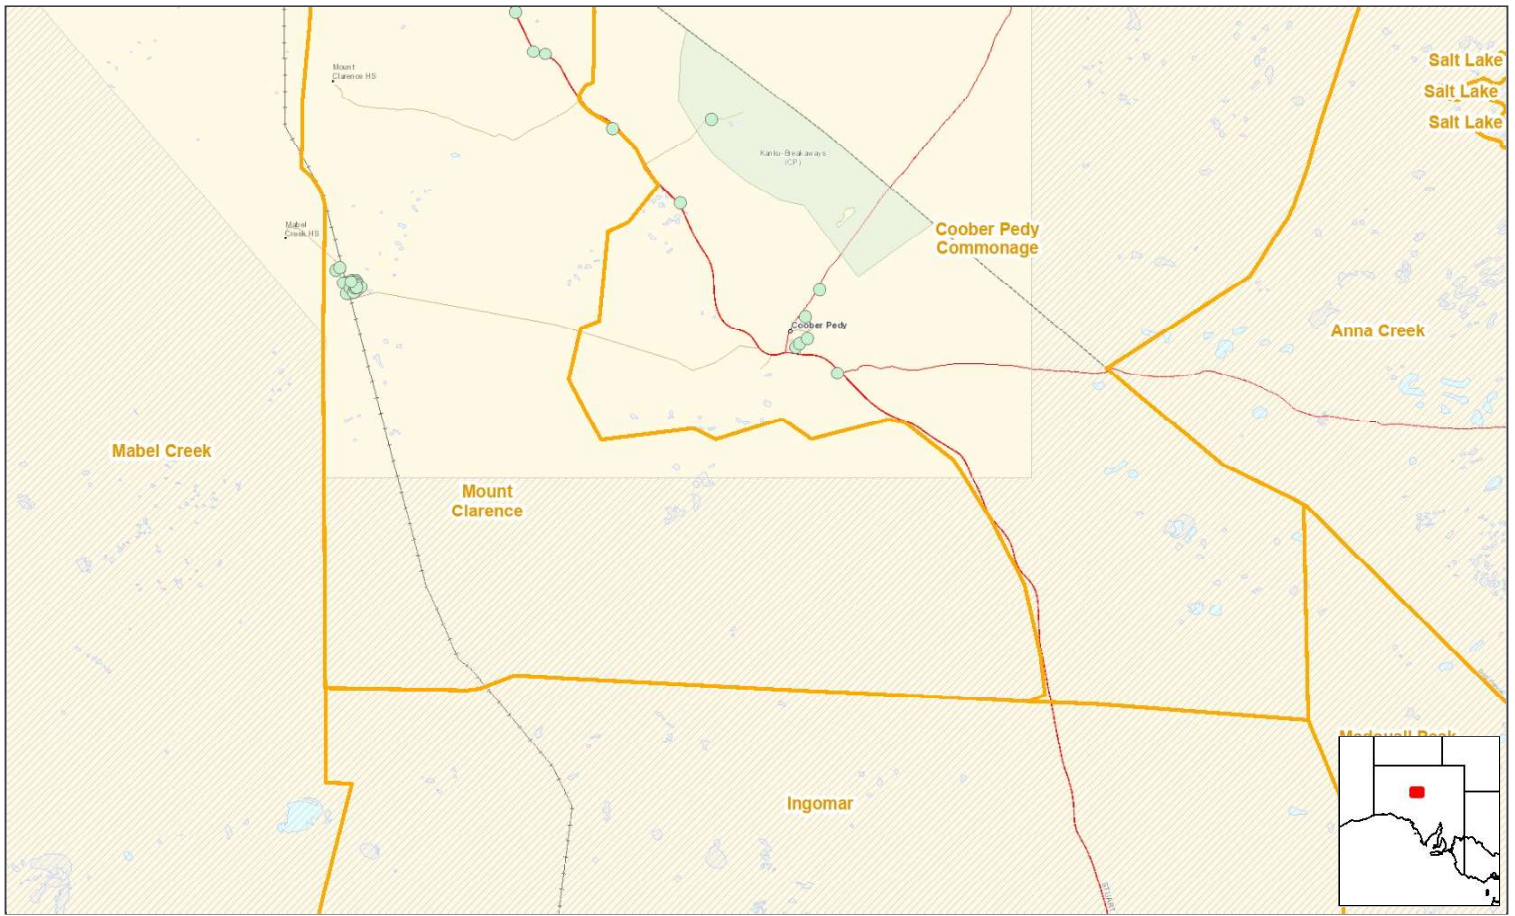 Salt Lake
Mount
Clarence HS
Salt Lake
Salt Lake
Kanku-Breakaways
(CP)
Mabel
Creek HS
Coober Pedy
Commonage
Coober Pedy
Anna Creek
Mabel Creek
Mount
Clarence
Ingomar
STUART